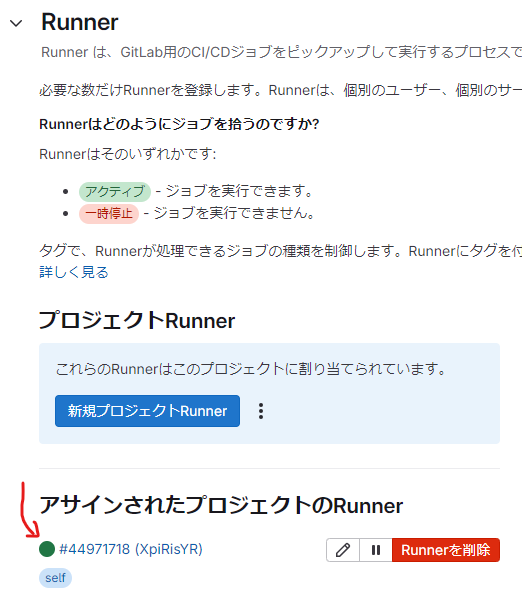 Runner
Runner は、GitLab用のCI/CDジョブをピックアップして実行するプロセスで
必要な数だけRunnerを登録します。Runnerは、個別のユーザー、個別のサー
Runnerはどのようにジョブを拾うのですか?
Runnerはそのいずれかです:
アクティブ - ジョブを実行できます。
一時停止 - ジョブを実行できません。
タグで、Runnerが処理できるジョブの種類を制御します。Runnerにタグを付
詳しく見る
プロジェクトRunner
これらのRunnerはこのプロジェクトに割り当てられています。
新規プロジェクトRunner
アサインされたプロジェクトのRunner
#44971718 (XpiRisYR) Runnerを削除
self